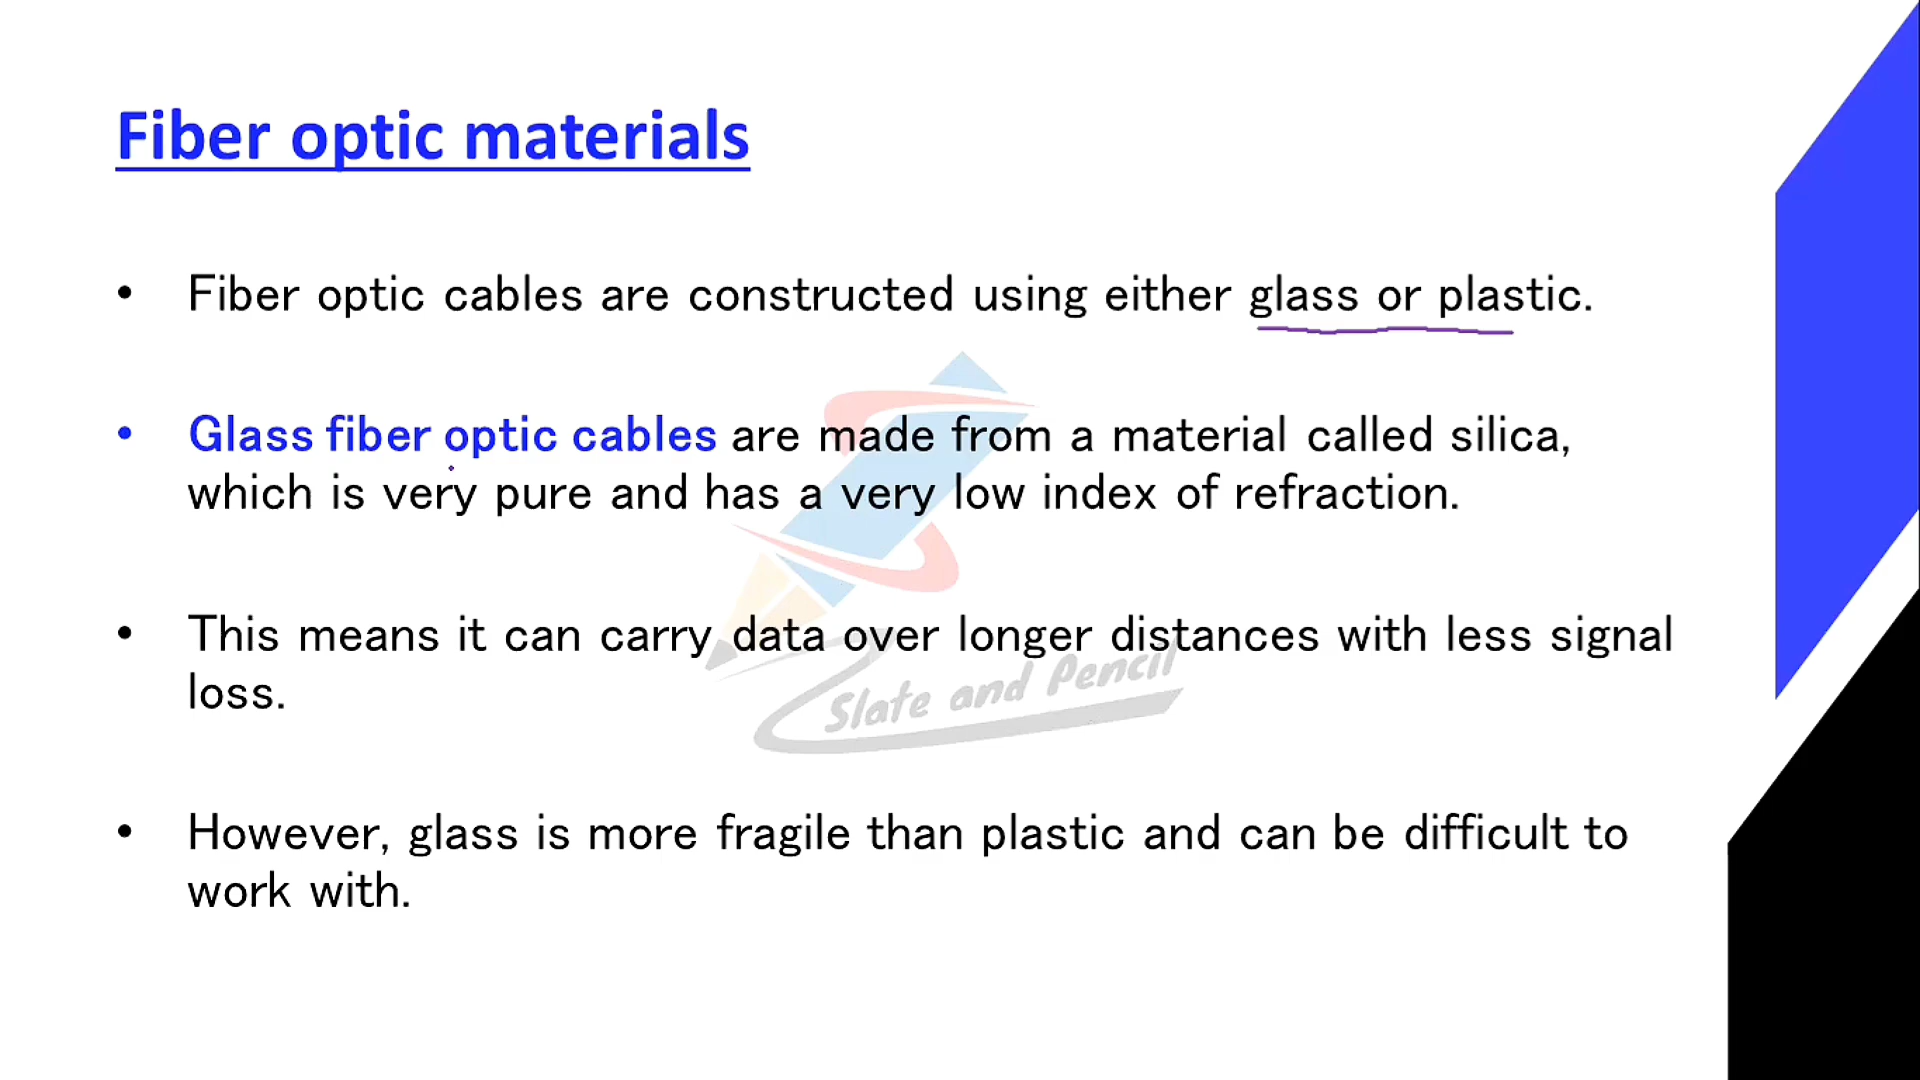 Fiber optic materials
• Fiber optic cables are constructed using either glass or plastic.
• Glass fiber optic cables are made from a material called silica,
which is very pure and has a very low index of refraction.
• This means it can carry data over longer distances with less signal
loss.
Slate and Pencil
• However, glass is more fragile than plastic and can be difficult to
work with.